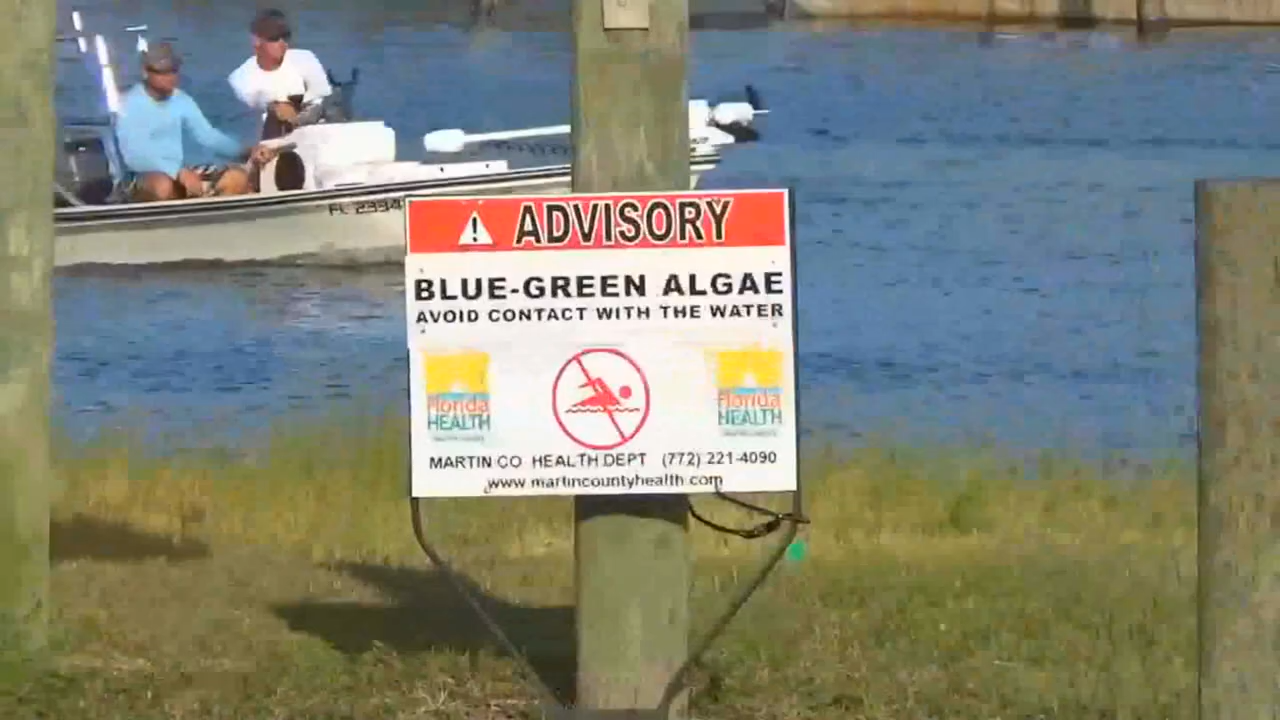 FL 2334
ADVISORY
BLUE-GREEN ALGAE
AVOID CONTACT WITH THE WATER
Florida
HEALTH
Florida
HEALTH
MARTIN CO HEALTH DEPT (772) 221-4090
www.martincountyhealth.com